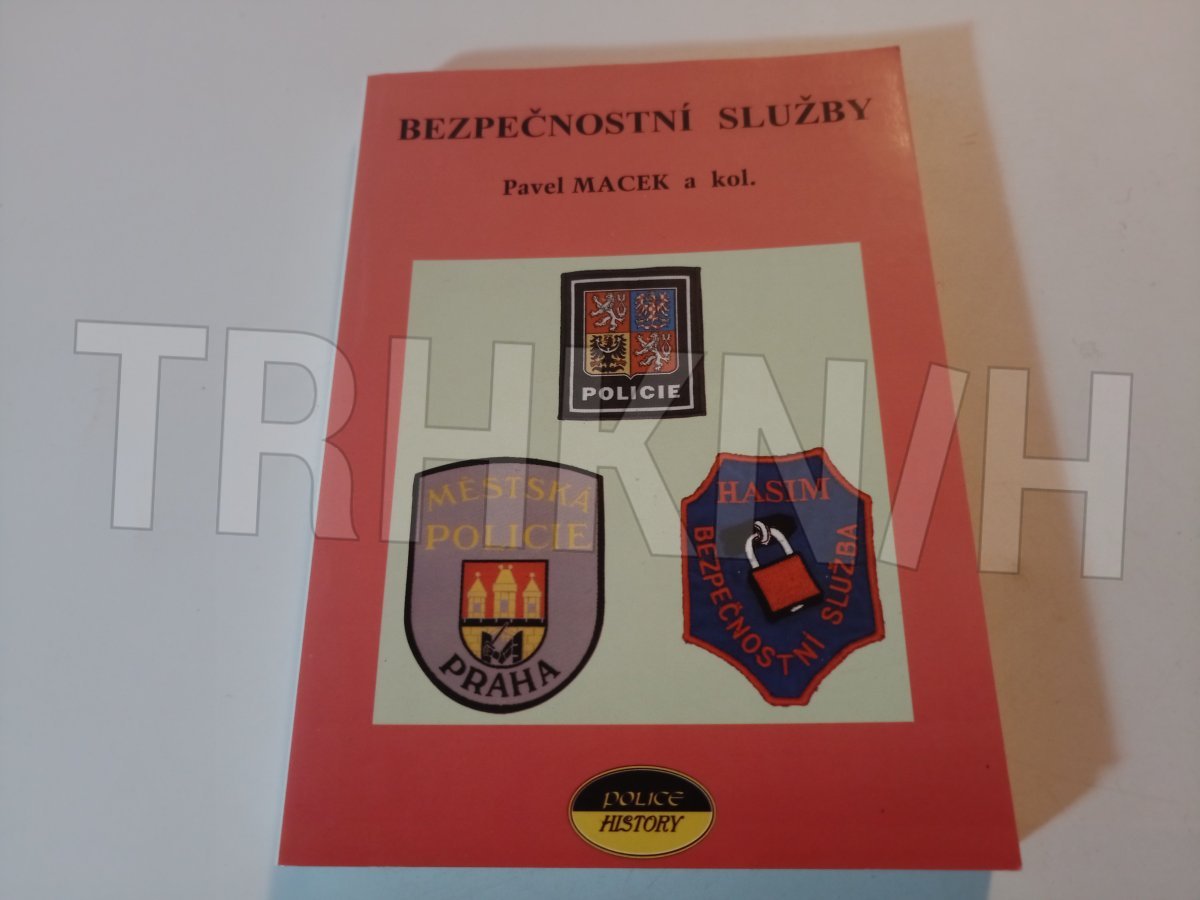 BEZPEČNOSTNÍ SLUŽBY
Pavel MACEK a kol.
POLICIE
MĚSTSKÁ
POLICIE
PRAHA
HASIM
BEZPEČNOSTNÍ SLUŽBA
TRHKNIH
POLICE
HISTORY